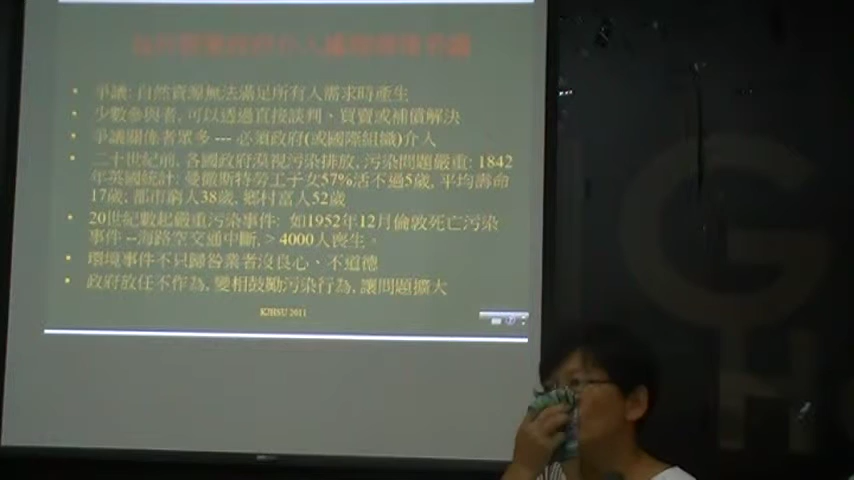 爭議: 自然資源無法滿足所有人需求時產生
少數參與者, 可以透過直接談判、買賣或補償解決
爭議關係者眾多 --- 必須政府(或國際組織)介人
二十世紀前, 各國政府漠視污染排放, 污染問題嚴重: 1842
年英國統計: 曼徹斯特勞工子女57%活不過5歲, 平均壽命
17歲; 都市窮人38歲, 鄉村富人52歲
20世紀數起嚴重污染事件: 如1952年12月倫敦死亡污染
事件 --海路空交通中斷, > 4000人喪生。
環境事件不只歸咎業者沒良心、不道德
政府放任不作為, 變相鼓勵污染行為, 讓問題擴大
KJHSU 2011
G